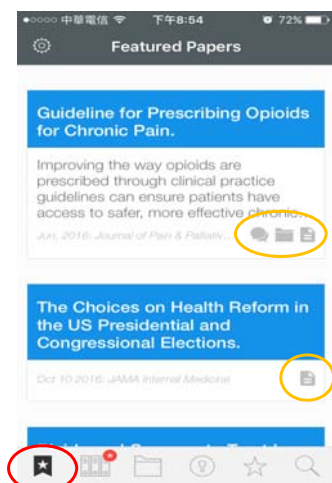 中華電信 下午8:54 72%
Featured Papers
Guideline for Prescribing Opioids
for Chronic Pain.
Improving the way opioids are
prescribed through clinical practice
guidelines can ensure patients have
access to safer, more effective chronic...
Jun, 2016: Journal of Pain & Palliativ...
The Choices on Health Reform in
the US Presidential and
Congressional Elections.
Oct 10 2016: JAMA Internal Medicine